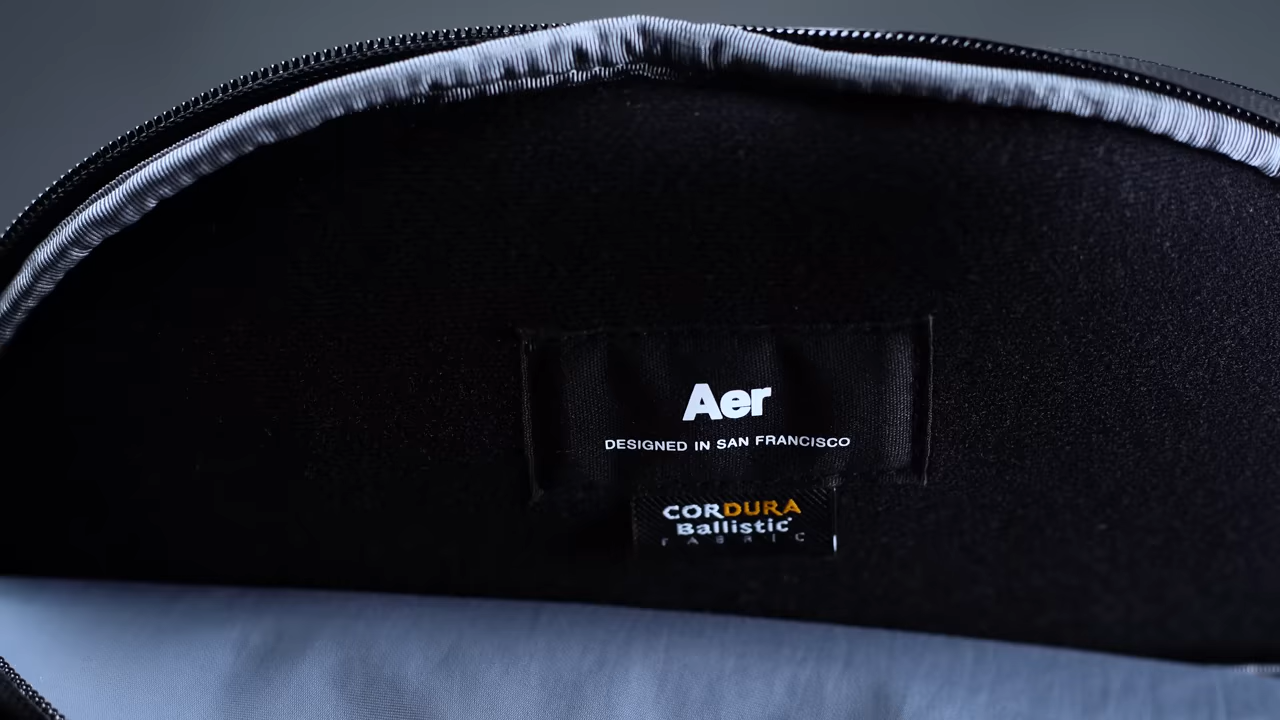 Aer
DESIGNED IN SAN FRANCISCO
CORDURA
Ballistic®
FABRIC